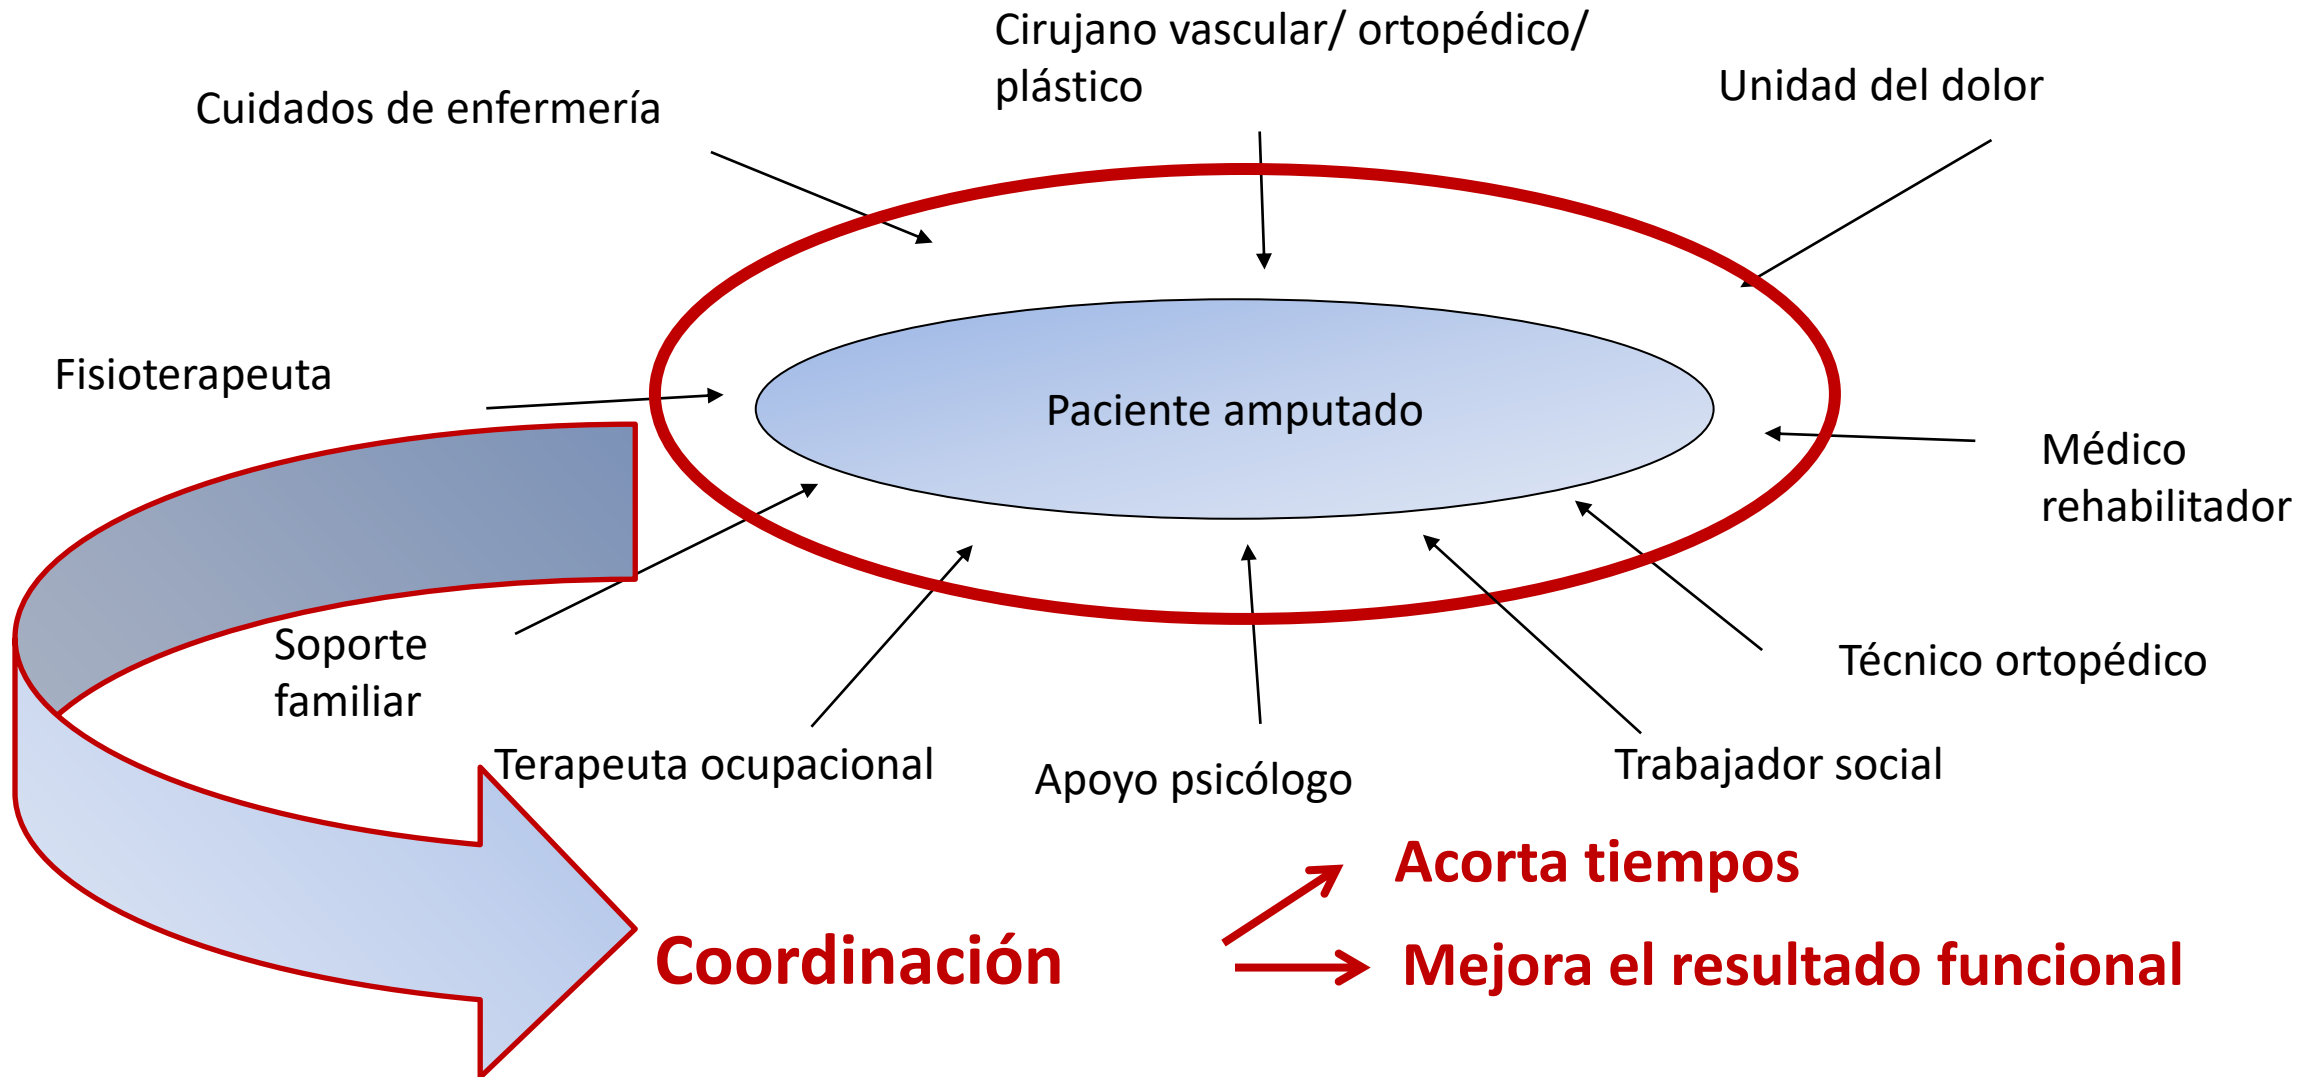 Cirujano vascular/ ortopédico/
plástico
Unidad del dolor
Cuidados de enfermería
Fisioterapeuta
Paciente amputado
Médico
rehabilitador
Soporte
familiar
Técnico ortopédico
Terapeuta ocupacional
Apoyo psicólogo
Trabajador social
Acorta tiempos
Coordinación
Mejora el resultado funcional